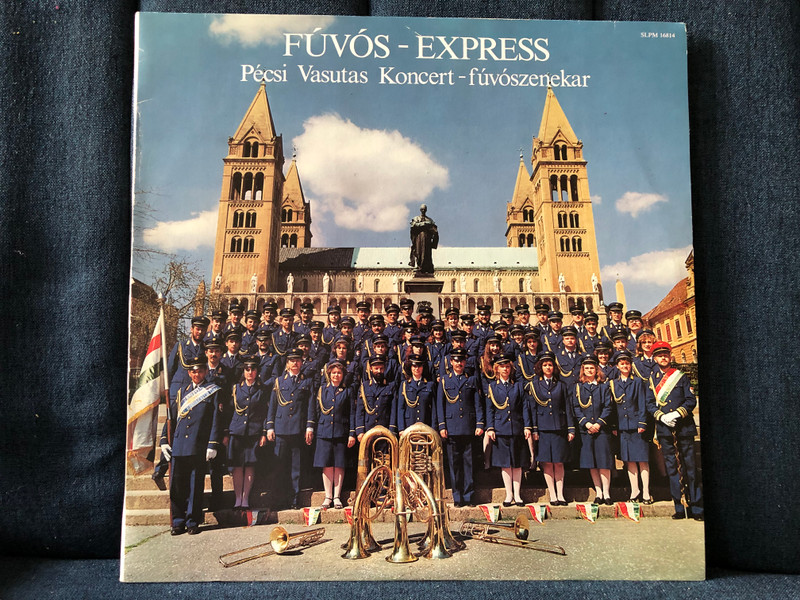 FÚVÓS - EXPRESS
SLPM 16814
Pécsi Vasutas Koncert - fúvószenekar